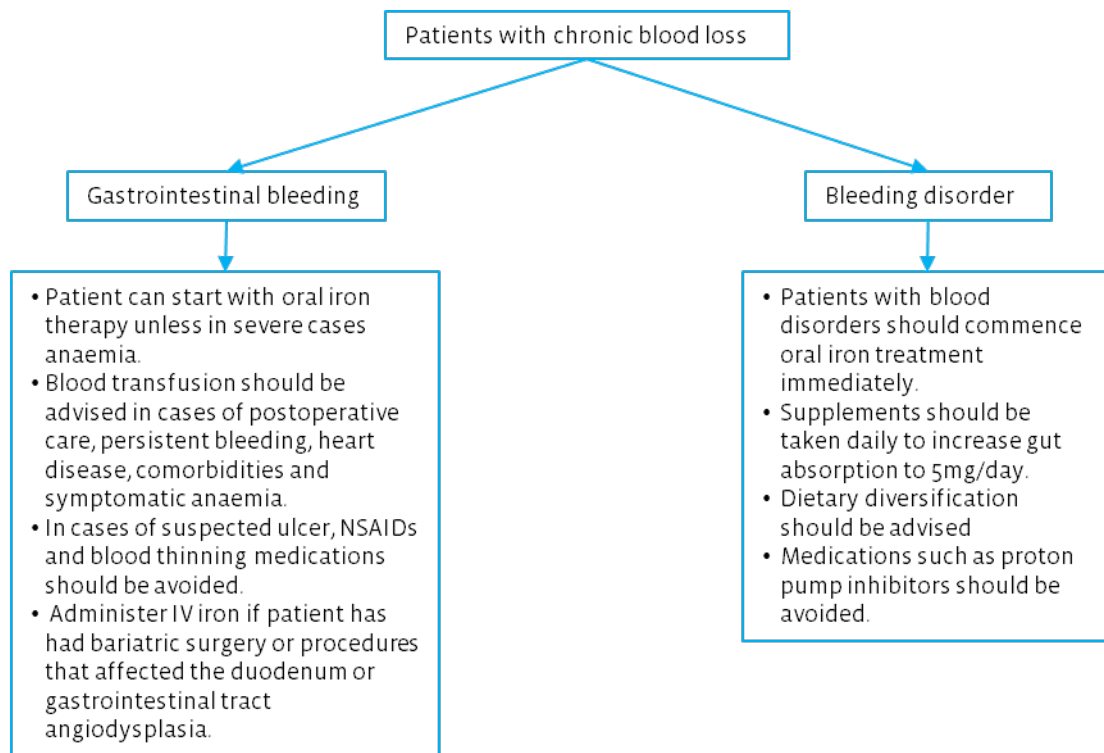 Patients with chronic blood loss
Gastrointestinal bleeding
• Patient can start with oral iron
therapy unless in severe cases
anaemia.
• Blood transfusion should be
advised in cases of postoperative
care, persistent bleeding, heart
disease, comorbidities and
symptomatic anaemia.
• In cases of suspected ulcer, NSAIDs
and blood thinning medications
should be avoided.
• Administer IV iron if patient has
had bariatric surgery or procedures
that affected the duodenum or
gastrointestinal tract
angiodysplasia.
Bleeding disorder
• Patients with blood
disorders should commence
oral iron treatment
immediately.
• Supplements should be
taken daily to increase gut
absorption to 5mg/day.
• Dietary diversification
should be advised
• Medications such as proton
pump inhibitors should be
avoided.